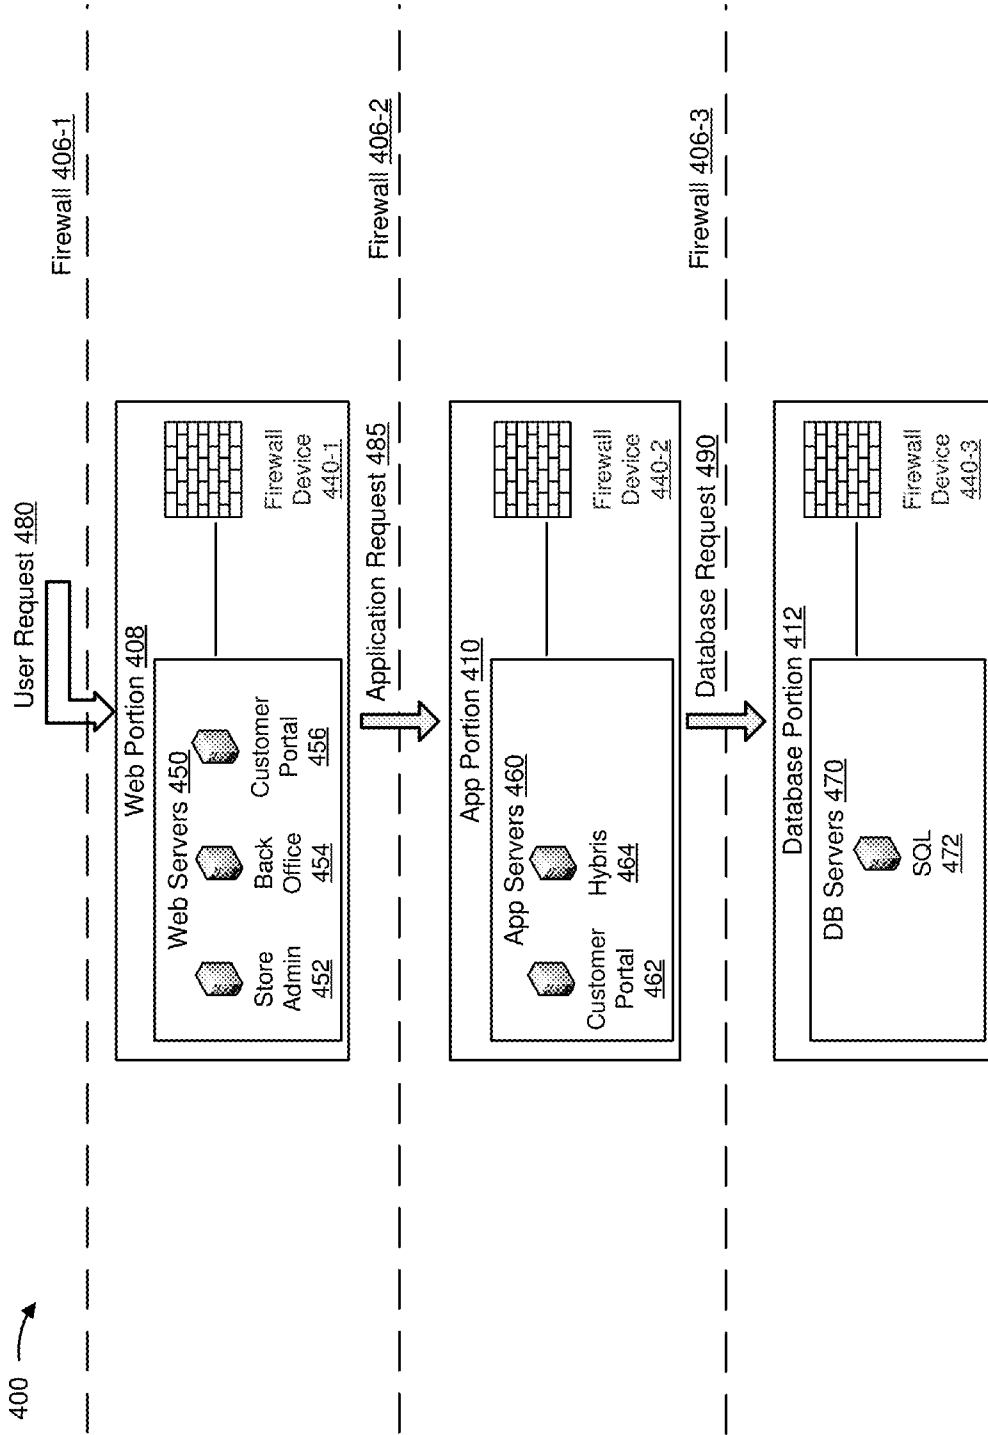 400
User Request 480
Firewall 406-1
Web Portion 408
Web Servers 450
Store
Admin
452
Back
Office
454
Customer
Portal
456
Firewall
Device
440-1
Application Request 485
Firewall 406-2
App Portion 410
App Servers 460
Customer
Portal
462
Hybris
464
Firewall
Device
440-2
Database Request 490
Firewall 406-3
Database Portion 412
DB Servers 470
SQL
472
Firewall
Device
440-3